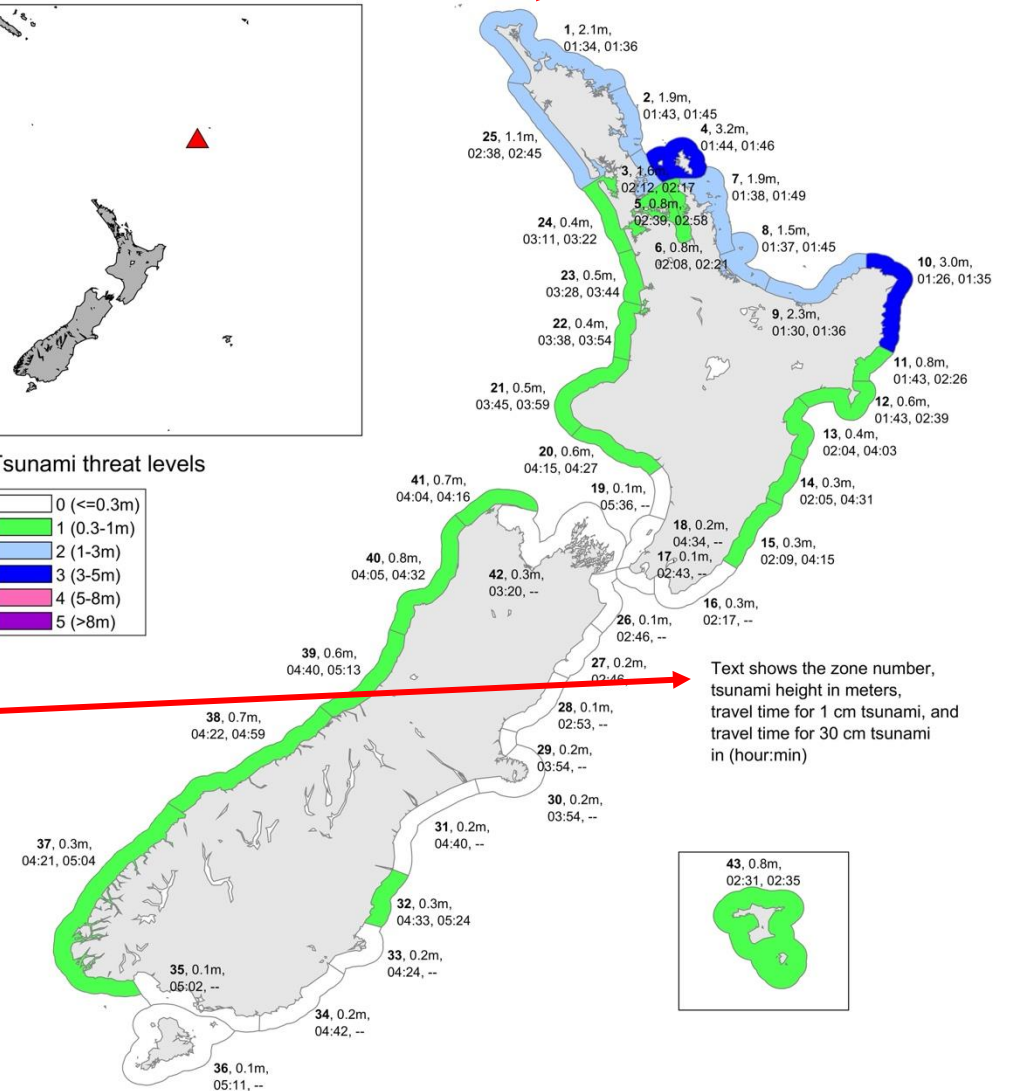 1, 2.1m,
01:34, 01:36
2, 1.9m,
01:43, 01:45
4, 3.2m,
01:44, 01:46
25, 1.1m,
02:38, 02:45
3, 1.6m,
02:12, 02:17
7, 1.9m,
01:38, 01:49
5, 0.8m,
02:39, 02:58
24, 0.4m,
03:11, 03:22
8, 1.5m,
01:37, 01:45
6, 0.8m,
02:08, 02:21
10, 3.0m,
01:26, 01:35
23, 0.5m,
03:28, 03:44
9, 2.3m,
01:30, 01:36
22, 0.4m,
03:38, 03:54
11, 0.8m,
01:43, 02:26
21, 0.5m,
03:45, 03:59
12, 0.6m,
01:43, 02:39
13, 0.4m,
02:04, 04:03
20, 0.6m,
04:15, 04:27
14, 0.3m,
02:05, 04:31
19, 0.1m,
05:36, --
18, 0.2m,
04:34, --
15, 0.3m,
02:09, 04:15
17, 0.1m,
02:43, --
16, 0.3m,
02:17, --
Tsunami threat levels
0 (<=0.3m)
1 (0.3-1m)
2 (1-3m)
3 (3-5m)
4 (5-8m)
5 (>8m)
41, 0.7m,
04:04, 04:16
40, 0.8m,
04:05, 04:32
42, 0.3m,
03:20, --
26, 0.1m,
02:46, --
39, 0.6m,
04:40, 05:13
27, 0.2m,
02:46,
28, 0.1m,
02:53, --
38, 0.7m,
04:22, 04:59
29, 0.2m,
03:54, --
30, 0.2m,
03:54, --
31, 0.2m,
04:40, --
37, 0.3m,
04:21, 05:04
32, 0.3m,
04:33, 05:24
33, 0.2m,
04:24, --
35, 0.1m,
05:02, --
34, 0.2m,
04:42, --
36, 0.1m,
05:11, --
Text shows the zone number,
tsunami height in meters,
travel time for 1 cm tsunami, and
travel time for 30 cm tsunami
in (hour:min)
43, 0.8m,
02:31, 02:35